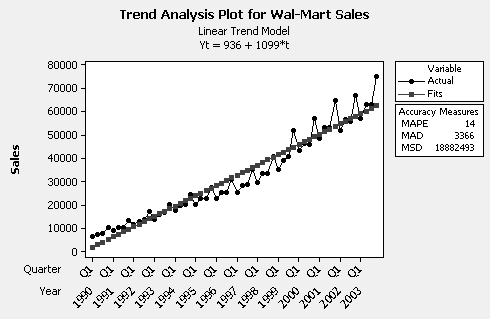 Trend Analysis Plot for Wal-Mart Sales
Linear Trend Model
Yt = 936 + 1099*t
Variable
Actual
Fits
Accuracy Measures
MAPE 14
MAD 3366
MSD 18882493
Sales
80000
70000
60000
50000
40000
30000
20000
10000
0
Quarter Q1 Q1 Q1 Q1 Q1 Q1 Q1 Q1 Q1 Q1 Q1 Q1 Q1 Q1
Year 1990 1991 1992 1993 1994 1995 1996 1997 1998 1999 2000 2001 2002 2003